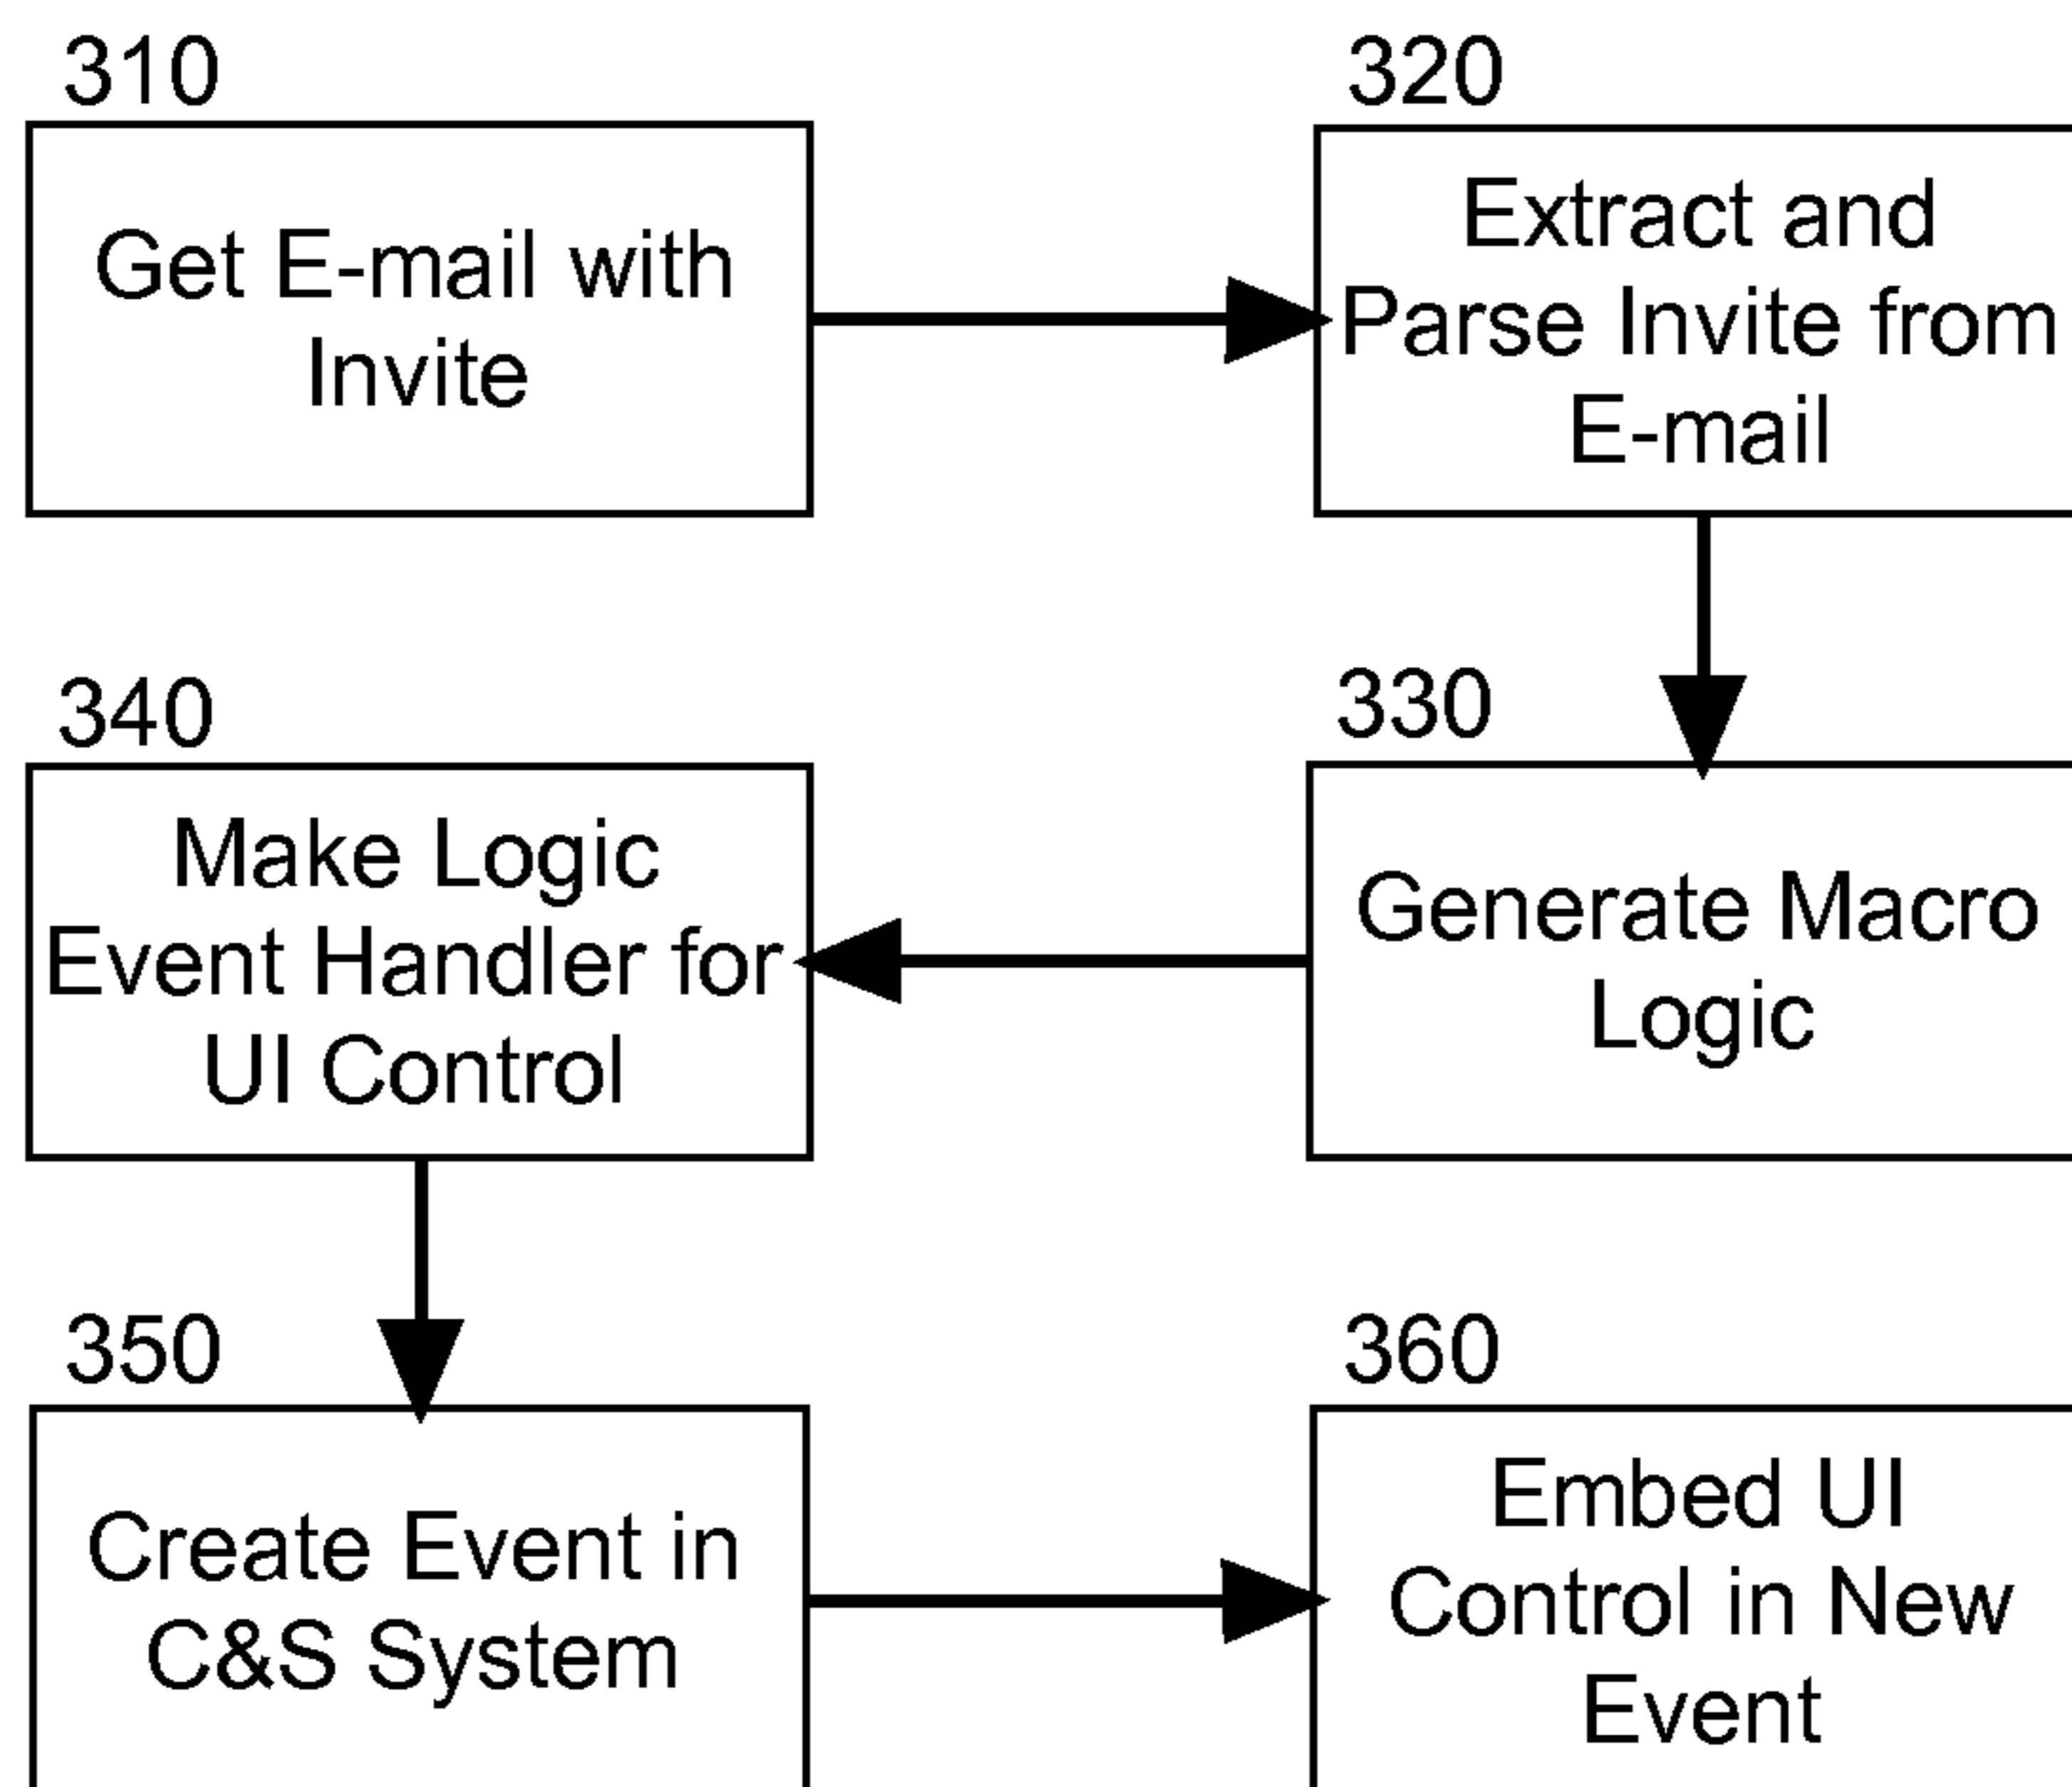 310
Get E-mail with
Invite
320
Extract and
Parse Invite from
E-mail
330
Generate Macro
Logic
340
Make Logic
Event Handler for
UI Control
350
Create Event in
C&S System
360
Embed UI
Control in New
Event